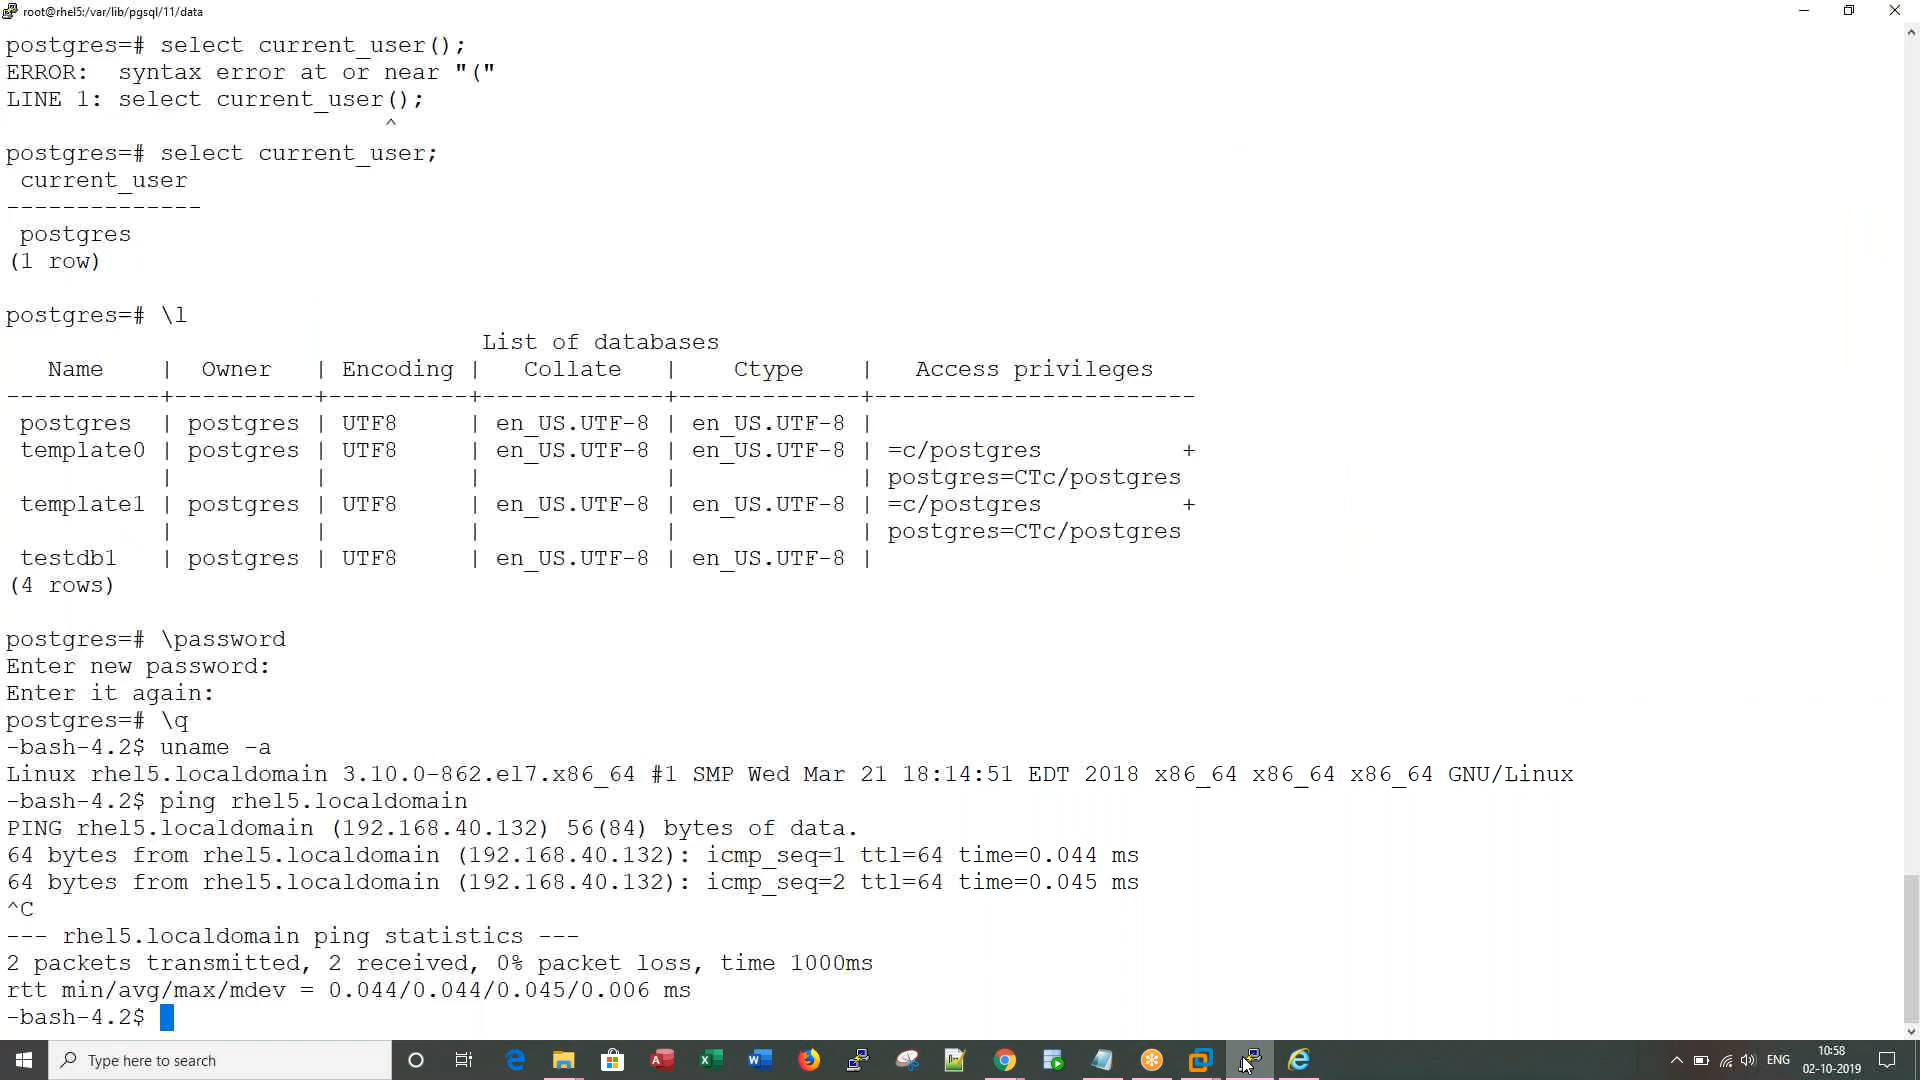 root@rhel5:/var/lib/pgsql/11/data
postgres=# select current_user();
ERROR:  syntax error at or near "("
LINE 1: select current_user();
                           ^
postgres=# select current_user;
 current_user
--------------
 postgres
(1 row)

postgres=# \l
                                  List of databases
   Name    |  Owner   | Encoding |   Collate   |    Ctype    |   Access privileges
-----------+----------+----------+-------------+-------------+-----------------------
 postgres  | postgres | UTF8     | en_US.UTF-8 | en_US.UTF-8 |
 template0 | postgres | UTF8     | en_US.UTF-8 | en_US.UTF-8 | =c/postgres          +
           |          |          |             |             | postgres=CTc/postgres
 template1 | postgres | UTF8     | en_US.UTF-8 | en_US.UTF-8 | =c/postgres          +
           |          |          |             |             | postgres=CTc/postgres
 testdb1   | postgres | UTF8     | en_US.UTF-8 | en_US.UTF-8 |
(4 rows)

postgres=# \password
Enter new password:
Enter it again:
postgres=# \q
-bash-4.2$ uname -a
Linux rhel5.localdomain 3.10.0-862.el7.x86_64 #1 SMP Wed Mar 21 18:14:51 EDT 2018 x86_64 x86_64 x86_64 GNU/Linux
-bash-4.2$ ping rhel5.localdomain
PING rhel5.localdomain (192.168.40.132) 56(84) bytes of data.
64 bytes from rhel5.localdomain (192.168.40.132): icmp_seq=1 ttl=64 time=0.044 ms
64 bytes from rhel5.localdomain (192.168.40.132): icmp_seq=2 ttl=64 time=0.045 ms
^C
--- rhel5.localdomain ping statistics ---
2 packets transmitted, 2 received, 0% packet loss, time 1000ms
rtt min/avg/max/mdev = 0.044/0.044/0.045/0.006 ms
-bash-4.2$
Type here to search
ENG
10:58
02-10-2019